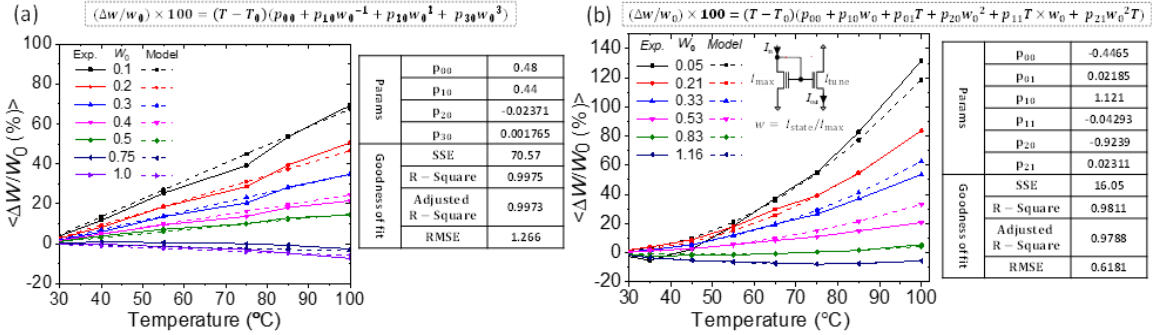 (a)
(Δw/w₀) × 100 = (T − T₀)(p₀₀ + p₁₀w₀⁻¹ + p₂₀w₀¹ + p₃₀w₀³)
<ΔW/W₀ (%)>
100
80
60
40
20
0
-20
30 40 50 60 70 80 90 100
Temperature (°C)
Exp. W₀ Model
0.1
0.2
0.3
0.4
0.5
0.75
1.0
Params
p₀₀ 0.48
p₁₀ 0.44
p₂₀ -0.02371
p₃₀ 0.001765
Goodness of fit
SSE 70.57
R − Square 0.9975
Adjusted
R − Square 0.9973
RMSE 1.266
(b)
(Δw/w₀) × 100 = (T − T₀)(p₀₀ + p₁₀w₀ + p₀₁T + p₂₀w₀² + p₁₁T × w₀ + p₂₁w₀²T)
<ΔW/W₀ (%)>
140
120
100
80
60
40
20
0
-20
30 40 50 60 70 80 90 100
Temperature (°C)
Exp. W₀ Model
0.05
0.21
0.33
0.53
0.83
1.16
I_in
I_max
I_tune
I_out
w = I_state/I_max
Params
p₀₀ -0.4465
p₀₁ 0.02185
p₁₀ 1.121
p₁₁ -0.04293
p₂₀ -0.9239
p₂₁ 0.02311
Goodness of fit
SSE 16.05
R − Square 0.9811
Adjusted
R − Square 0.9788
RMSE 0.6181